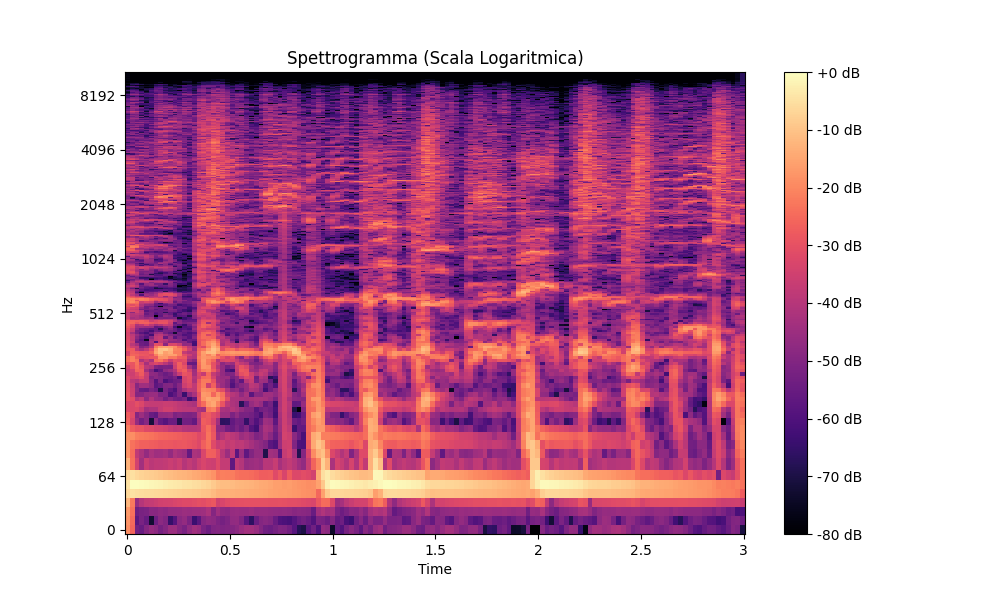 Spettrogramma (Scala Logaritmica)
8192
4096
2048
1024
512
256
128
64
0
Hz
0
0.5
1
1.5
2
2.5
3
Time
+0 dB
-10 dB
-20 dB
-30 dB
-40 dB
-50 dB
-60 dB
-70 dB
-80 dB